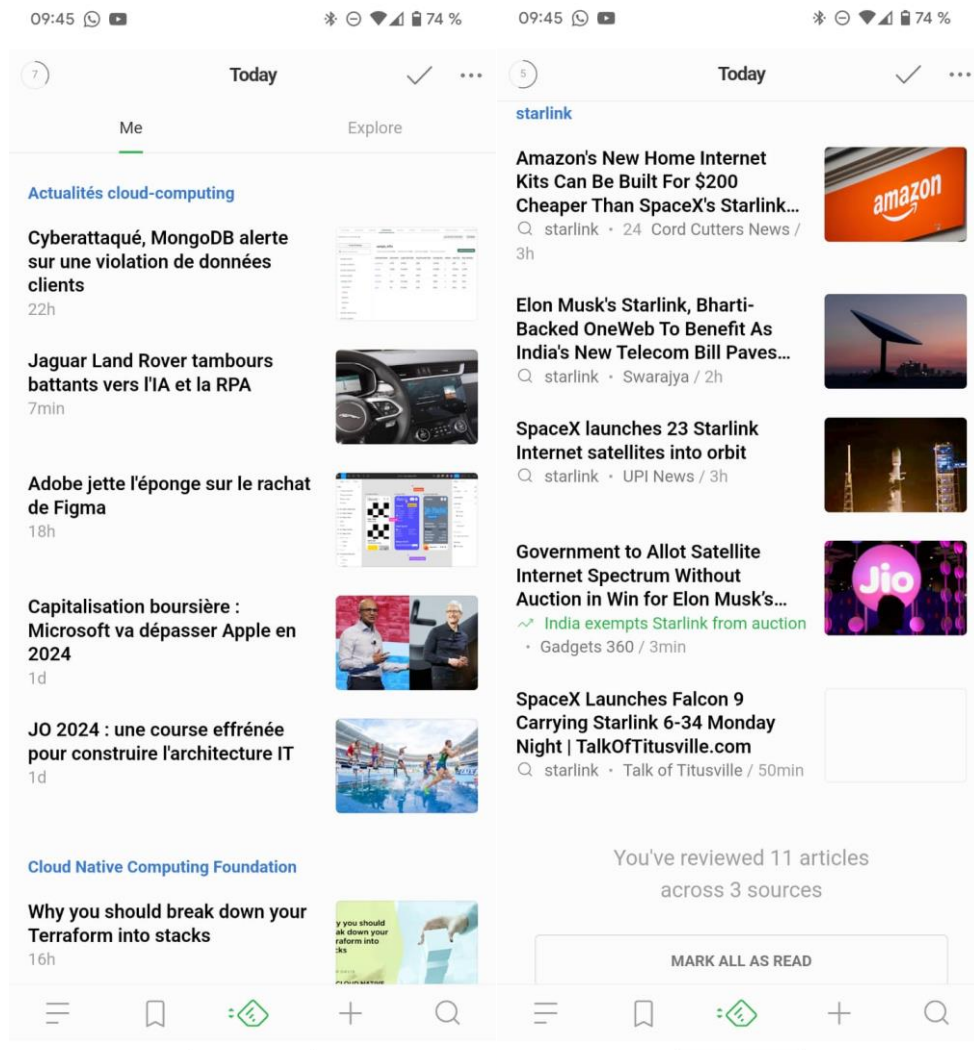 09:45 74 %
7 Today
Me Explore
Actualités cloud-computing
Cyberattaqué, MongoDB alerte
sur une violation de données
clients
22h
Jaguar Land Rover tambours
battants vers l'IA et la RPA
7min
Adobe jette l'éponge sur le rachat
de Figma
18h
Capitalisation boursière :
Microsoft va dépasser Apple en
2024
1d
JO 2024 : une course effrénée
pour construire l'architecture IT
1d
Cloud Native Computing Foundation
Why you should break down your
Terraform into stacks
16h
y you should
ak down your
raform into
cks
09:45 74 %
5 Today
starlink
Amazon's New Home Internet
Kits Can Be Built For $200
Cheaper Than SpaceX's Starlink...
starlink · 24 Cord Cutters News /
3h
amazon
Elon Musk's Starlink, Bharti-
Backed OneWeb To Benefit As
India's New Telecom Bill Paves...
starlink · Swarajya / 2h
SpaceX launches 23 Starlink
Internet satellites into orbit
starlink · UPI News / 3h
Government to Allot Satellite
Internet Spectrum Without
Auction in Win for Elon Musk's...
India exempts Starlink from auction
· Gadgets 360 / 3min
Jio
SpaceX Launches Falcon 9
Carrying Starlink 6-34 Monday
Night | TalkOfTitusville.com
starlink · Talk of Titusville / 50min
You've reviewed 11 articles
across 3 sources
MARK ALL AS READ